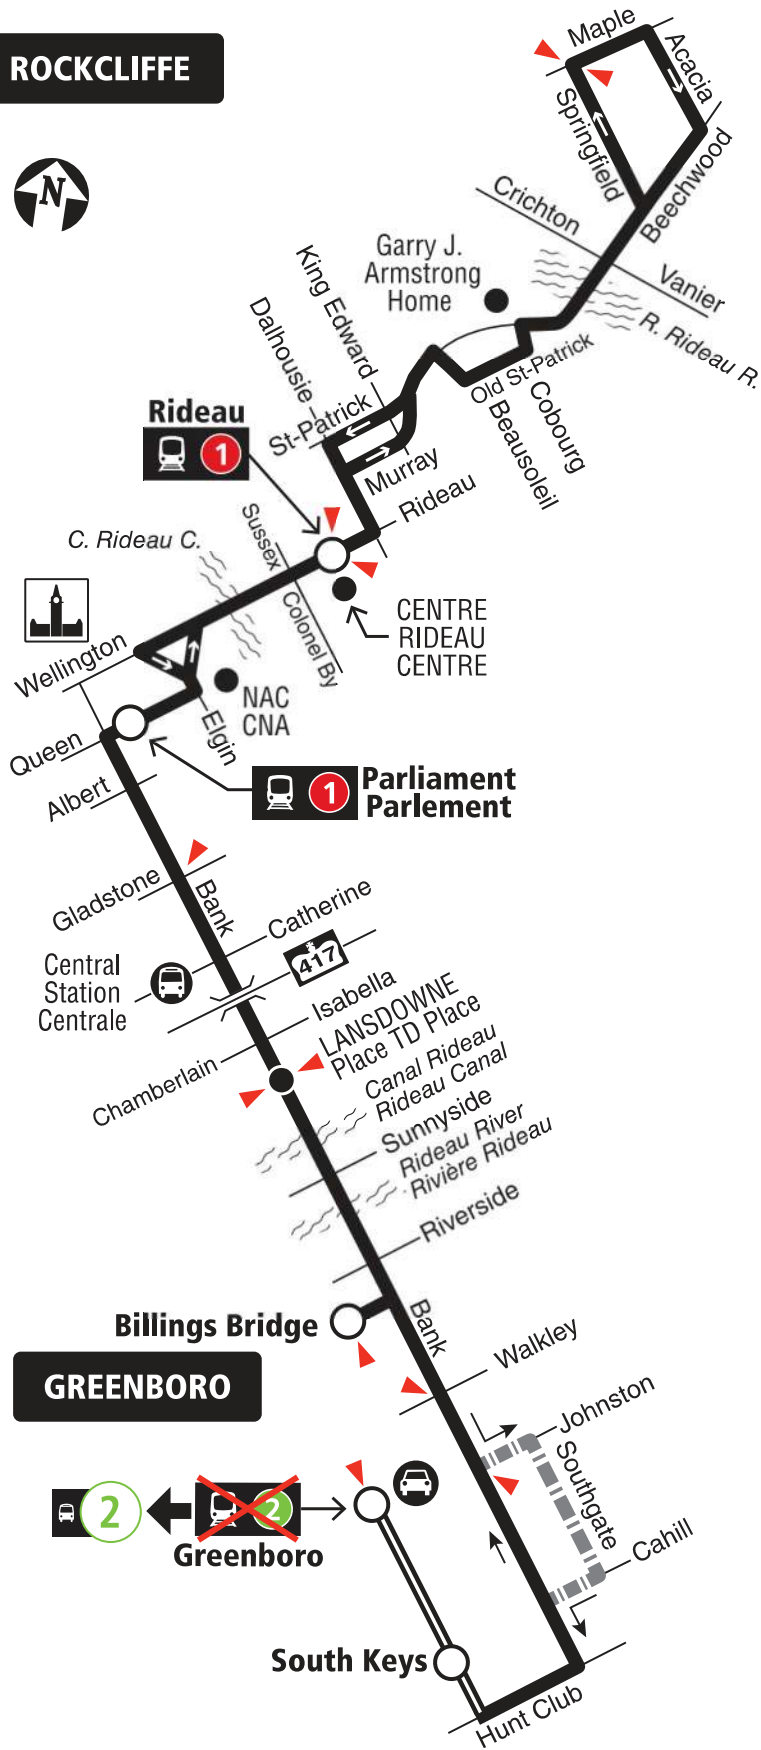 ROCKCLIFFE
N
Maple
Acacia
Springfield
Beechwood
Crichton
Vanier
Garry J.
Armstrong
Home
King Edward
Dalhousie
R. Rideau R.
Old St-Patrick
Cobourg
Beausoleil
St-Patrick
Murray
Rideau
Rideau
1
C. Rideau C.
Sussex
Colonel By
CENTRE
RIDEAU
CENTRE
Wellington
NAC
CNA
Elgin
Queen
Albert
1
Parliament
Parlement
Gladstone
Bank
Catherine
417
Central
Station
Centrale
Isabella
Chamberlain
LANSDOWNE
Place TD Place
Canal Rideau
Rideau Canal
Sunnyside
Rideau River
Rivière Rideau
Riverside
Billings Bridge
Bank
Walkley
GREENBORO
Johnston
Southgate
Cahill
2
2
Greenboro
South Keys
Hunt Club